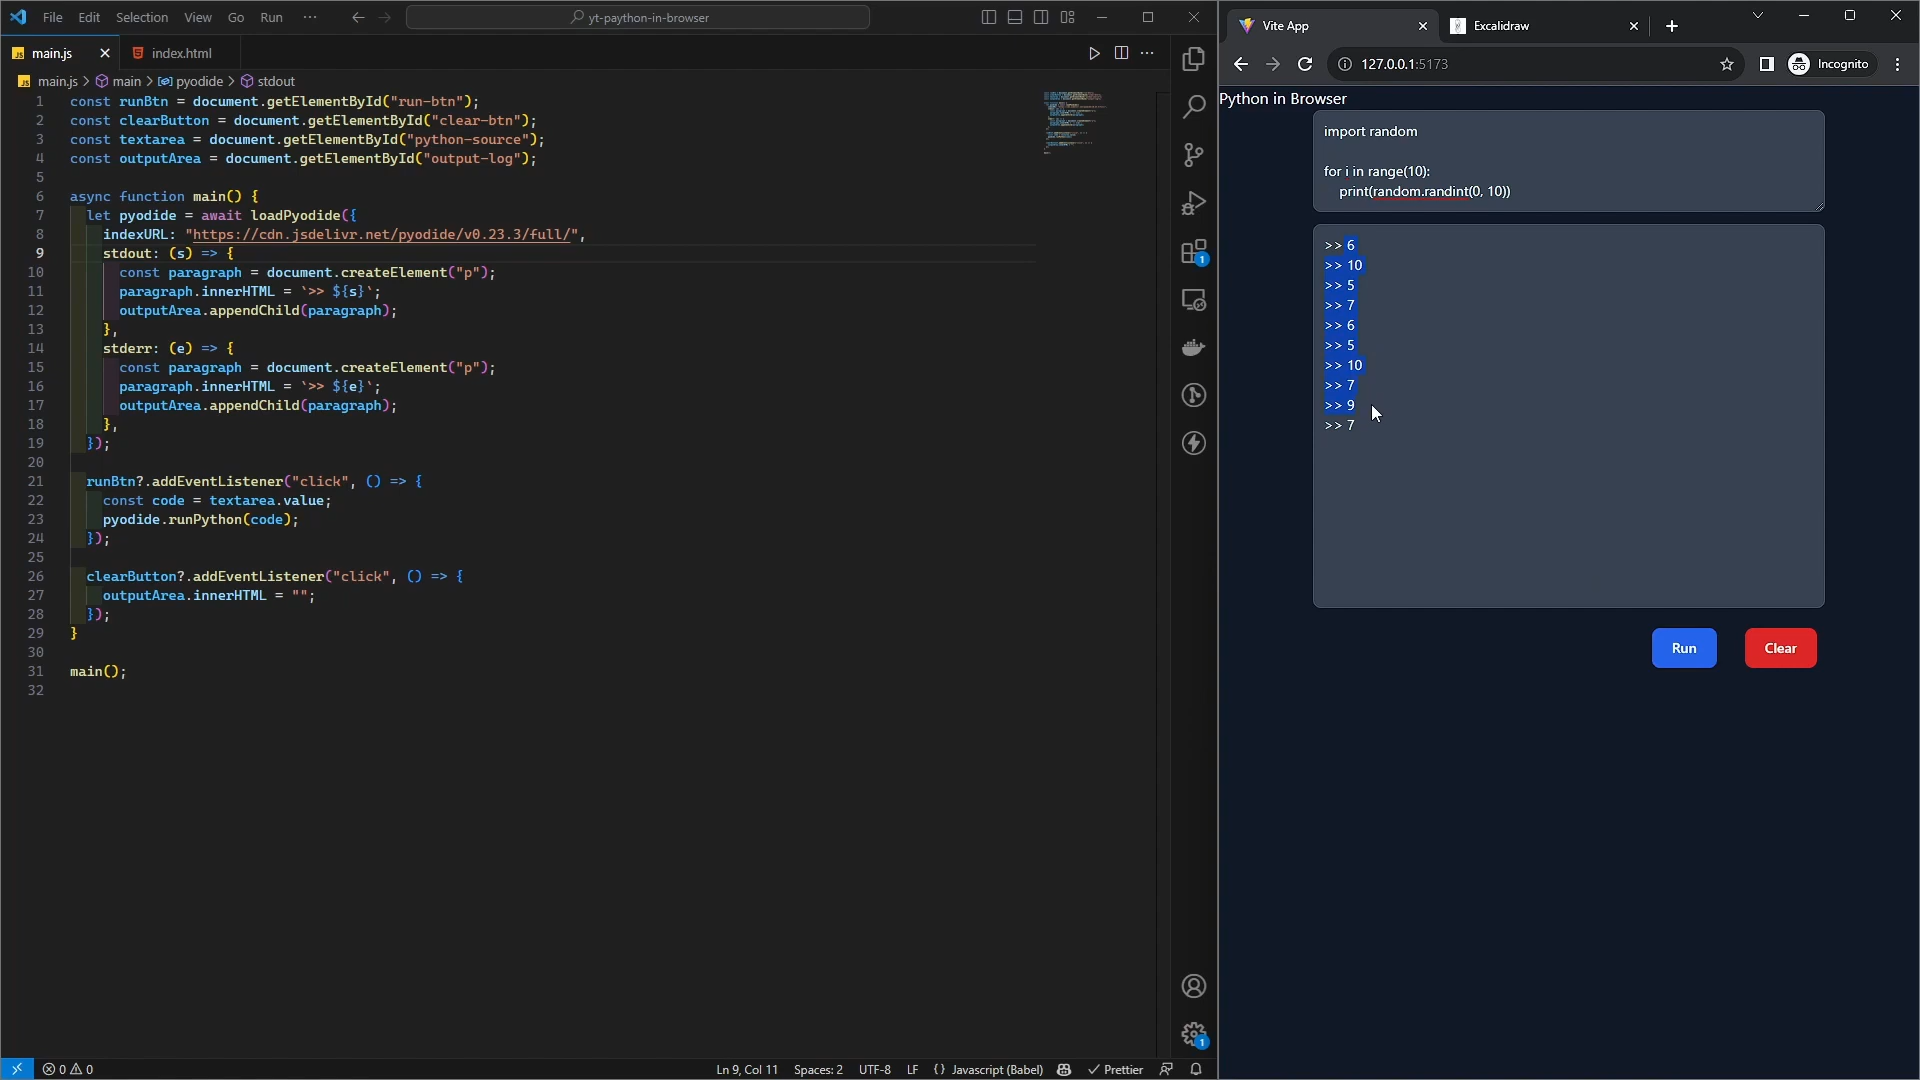 File Edit Selection View Go Run ··· yt-paython-in-browser
main.js index.html
main.js > main > pyodide > stdout
1 const runBtn = document.getElementById("run-btn");
2 const clearButton = document.getElementById("clear-btn");
3 const textarea = document.getElementById("python-source");
4 const outputArea = document.getElementById("output-log");
5
6 async function main() {
7 let pyodide = await loadPyodide({
8 indexURL: "https://cdn.jsdelivr.net/pyodide/v0.23.3/full/",
9 stdout: (s) => {
10 const paragraph = document.createElement("p");
11 paragraph.innerHTML = `>> ${s}`;
12 outputArea.appendChild(paragraph);
13 },
14 stderr: (e) => {
15 const paragraph = document.createElement("p");
16 paragraph.innerHTML = `>> ${e}`;
17 outputArea.appendChild(paragraph);
18 },
19 });
20
21 runBtn?.addEventListener("click", () => {
22 const code = textarea.value;
23 pyodide.runPython(code);
24 });
25
26 clearButton?.addEventListener("click", () => {
27 outputArea.innerHTML = "";
28 });
29 }
30
31 main();
32
1
1
0 0 Ln 9, Col 11 Spaces: 2 UTF-8 LF {} Javascript (Babel) Prettier
Vite App Excalidraw
127.0.0.1:5173 Incognito
Python in Browser
import random
for i in range(10):
print(random.randint(0, 10))
>> 6
>> 10
>> 5
>> 7
>> 6
>> 5
>> 10
>> 7
>> 9
>> 7
Run Clear